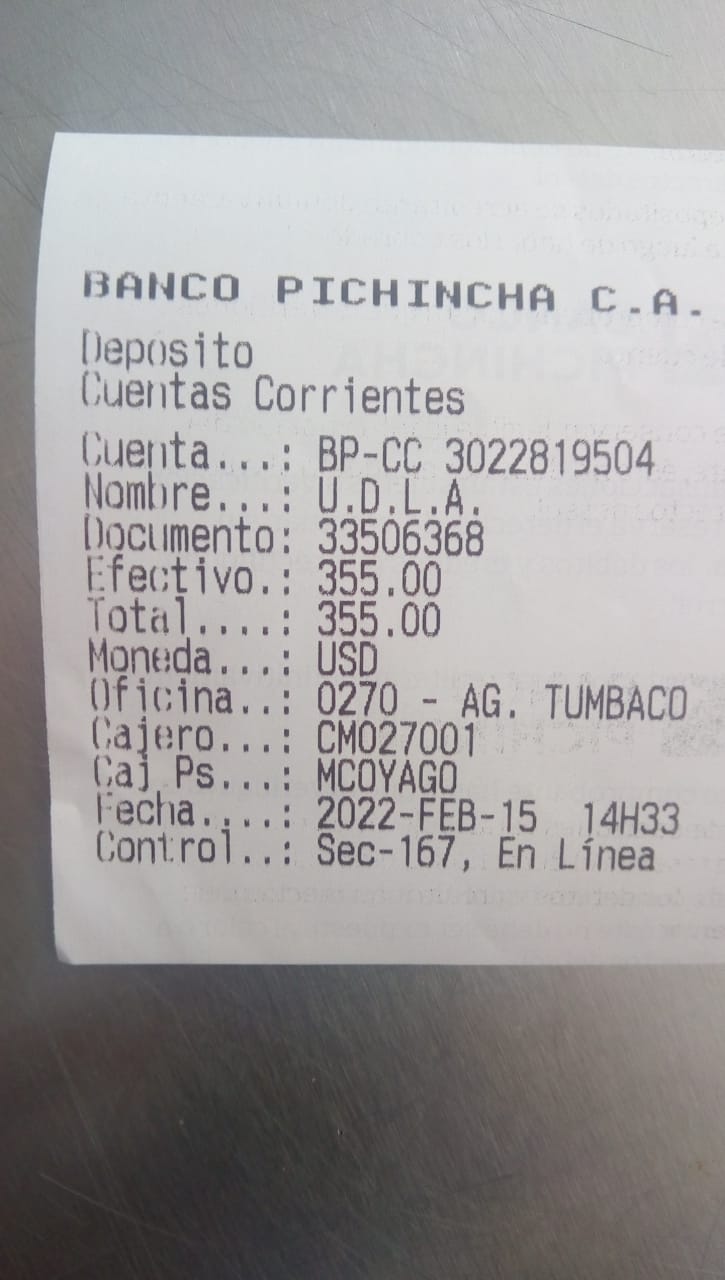 BANCO PICHINCHA C.A.
Depósito
Cuentas Corrientes
Cuenta...: BP-CC 3022819504
Nombre...: U.D.L.A.
Documento: 33506368
Efectivo.: 355.00
Total....: 355.00
Moneda...: USD
Oficina..: 0270 - AG. TUMBACO
Cajero...: CM027001
Caj Ps...: MCOYAGO
Fecha....: 2022-FEB-15 14H33
Control..: Sec-167, En Línea